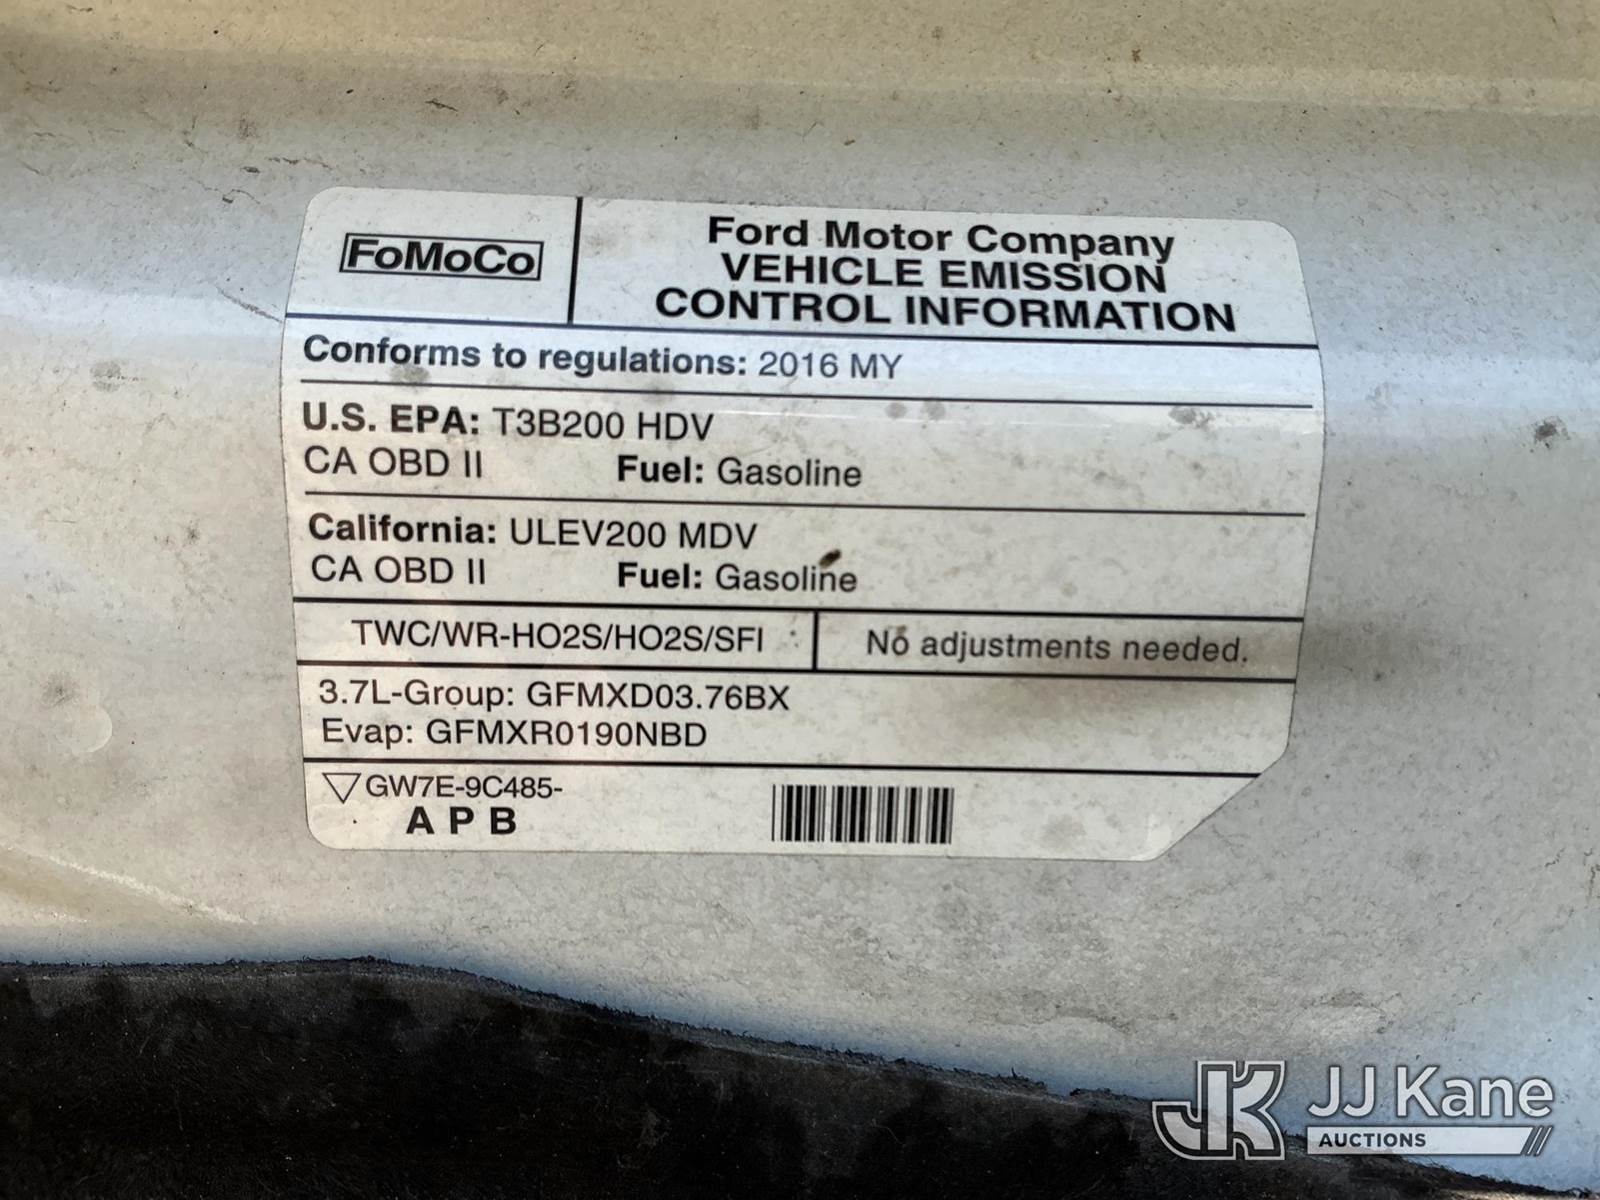 FoMoCo
Ford Motor Company
VEHICLE EMISSION
CONTROL INFORMATION
Conforms to regulations: 2016 MY
U.S. EPA: T3B200 HDV
CA OBD II Fuel: Gasoline
California: ULEV200 MDV
CA OBD II Fuel: Gasoline
TWC/WR-HO2S/HO2S/SFI No adjustments needed.
3.7L-Group: GFMXD03.76BX
Evap: GFMXR0190NBD
GW7E-9C485-
A P B
JK JJ Kane
AUCTIONS